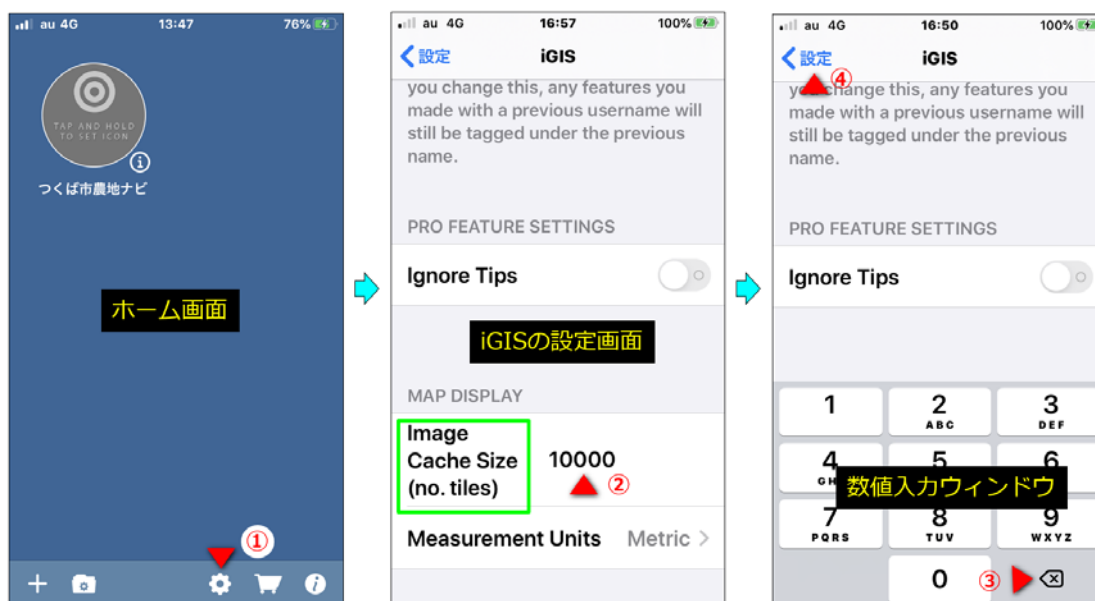 au 4G 13:47 76%
TAP AND HOLD
TO SET ICON
つくば市農地ナビ
ホーム画面
①
au 4G 16:57 100%
設定 iGIS
you change this, any features you
made with a previous username will
still be tagged under the previous
name.
PRO FEATURE SETTINGS
Ignore Tips
iGISの設定画面
MAP DISPLAY
Image
Cache Size
(no. tiles)
10000
②
Measurement Units Metric
au 4G 16:50 100%
設定 iGIS
④
you change this, any features you
made with a previous username will
still be tagged under the previous
name.
PRO FEATURE SETTINGS
Ignore Tips
1 2 3
ABC DEF
4 5 6
GH
数値入力ウィンドウ
7 8 9
PQRS TUV WXYZ
0 ③